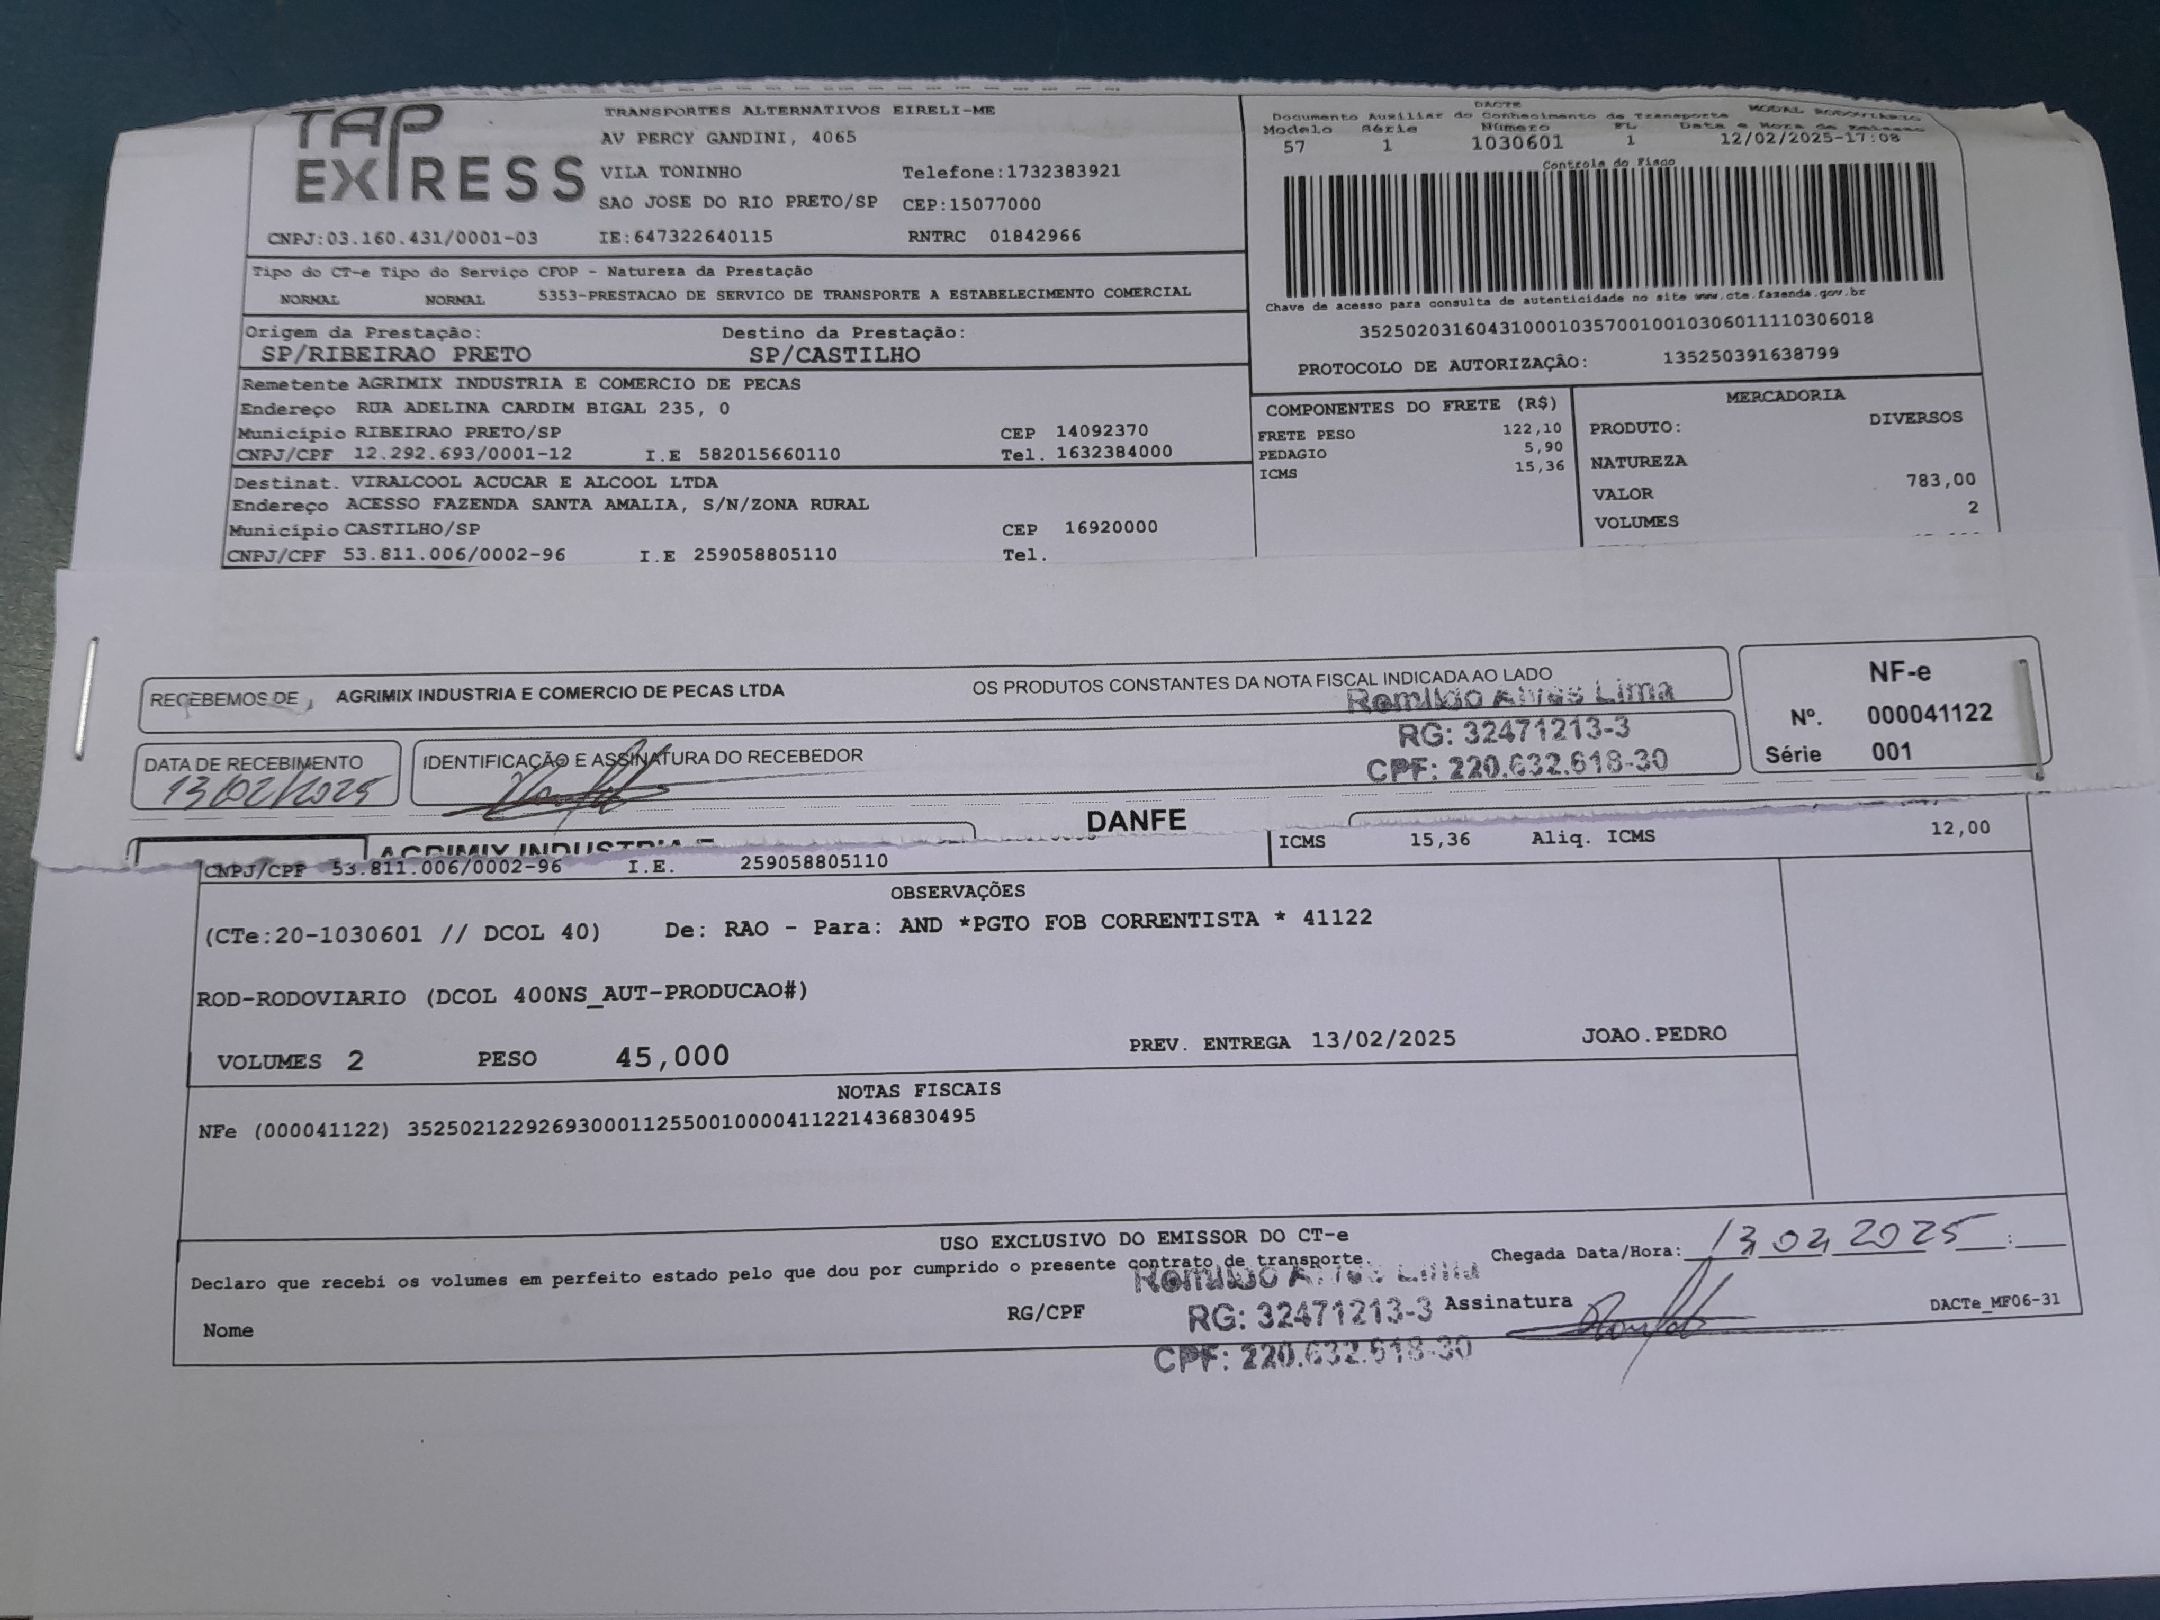 TAP EXPRESS
TRANSPORTES ALTERNATIVOS EIRELI-ME
AV PERCY GANDINI, 4065
VILA TONINHO Telefone:1732383921
SAO JOSE DO RIO PRETO/SP CEP:15077000
CNPJ:03.160.431/0001-03 IE:647322640115 RNTRC 01842966
DACTE MODAL RODOVIARIO
Documento Auxiliar do Conhecimento de Transporte
Modelo Série Número FL Data e Hora de Emissao
57 1 1030601 1 12/02/2025-17:08
Controle do Fisco
Chave de acesso para consulta de autenticidade no site www.cte.fazenda.gov.br
35250203160431000103570010010306011110306018
PROTOCOLO DE AUTORIZAÇÂO: 135250391638799
Tipo do CT-e Tipo do Serviço CFOP - Natureza da Prestação
NORMAL NORMAL 5353-PRESTACAO DE SERVICO DE TRANSPORTE A ESTABELECIMENTO COMERCIAL
Origem da Prestação: Destino da Prestação:
SP/RIBEIRAO PRETO SP/CASTILHO
Remetente AGRIMIX INDUSTRIA E COMERCIO DE PECAS
Endereço RUA ADELINA CARDIM BIGAL 235, 0
Município RIBEIRAO PRETO/SP CEP 14092370
CNPJ/CPF 12.292.693/0001-12 I.E 582015660110 Tel. 1632384000
Destinat. VIRALCOOL ACUCAR E ALCOOL LTDA
Endereço ACESSO FAZENDA SANTA AMALIA, S/N/ZONA RURAL
Município CASTILHO/SP CEP 16920000
CNPJ/CPF 53.811.006/0002-96 I.E 259058805110 Tel.
COMPONENTES DO FRETE (R$)
FRETE PESO 122,10
PEDAGIO 5,90
ICMS 15,36
MERCADORIA
PRODUTO: DIVERSOS
NATUREZA
VALOR 783,00
VOLUMES 2
RECEBEMOS DE , AGRIMIX INDUSTRIA E COMERCIO DE PECAS LTDA OS PRODUTOS CONSTANTES DA NOTA FISCAL INDICADA AO LADO
Romildo Alves Lima
RG: 32471213-3
CPF: 220.632.618-30
NF-e
Nº. 000041122
Série 001
DATA DE RECEBIMENTO
13/02/2025
IDENTIFICAÇÃO E ASSINATURA DO RECEBEDOR
DANFE
AGRIMIX INDUSTRIA E
ICMS 15,36 Aliq. ICMS 12,00
CNPJ/CPF 53.811.006/0002-96 I.E. 259058805110
OBSERVAÇÕES
(CTe:20-1030601 // DCOL 40) De: RAO - Para: AND *PGTO FOB CORRENTISTA * 41122
ROD-RODOVIARIO (DCOL 400NS_AUT-PRODUCAO#)
VOLUMES 2 PESO 45,000 PREV. ENTREGA 13/02/2025 JOAO.PEDRO
NOTAS FISCAIS
NFe (000041122) 35250212292693000112550010000411221436830495
USO EXCLUSIVO DO EMISSOR DO CT-e
Declaro que recebi os volumes em perfeito estado pelo que dou por cumprido o presente contrato de transporte.
Chegada Data/Hora: 13 02 2025 :
Romildo Alves Lima
RG: 32471213-3
CPF: 220.632.618-30
Nome RG/CPF Assinatura DACTe_MF06-31